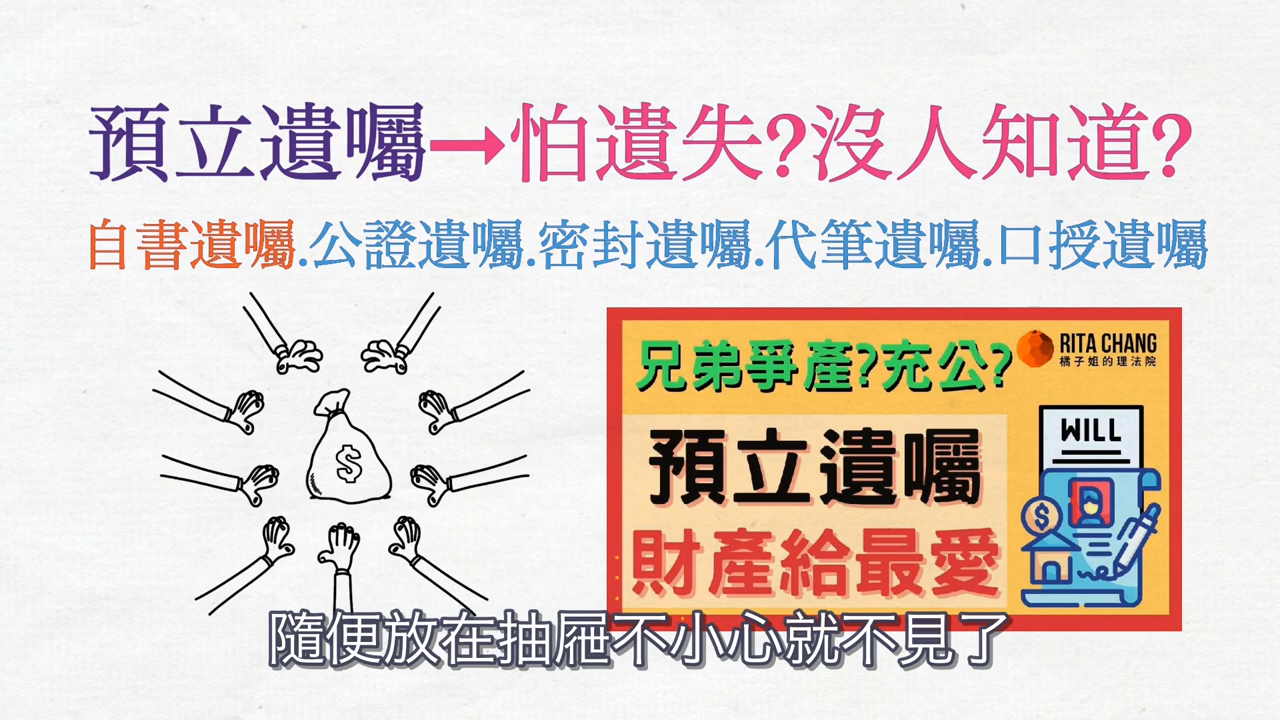 預立遺囑→怕遺失?沒人知道?
自書遺囑.公證遺囑.密封遺囑.代筆遺囑.口授遺囑
兄弟爭產?充公?
RITA CHANG
橘子姐的理法院
WILL
預立遺囑
財產給最愛
隨便放在抽屜不小心就不見了